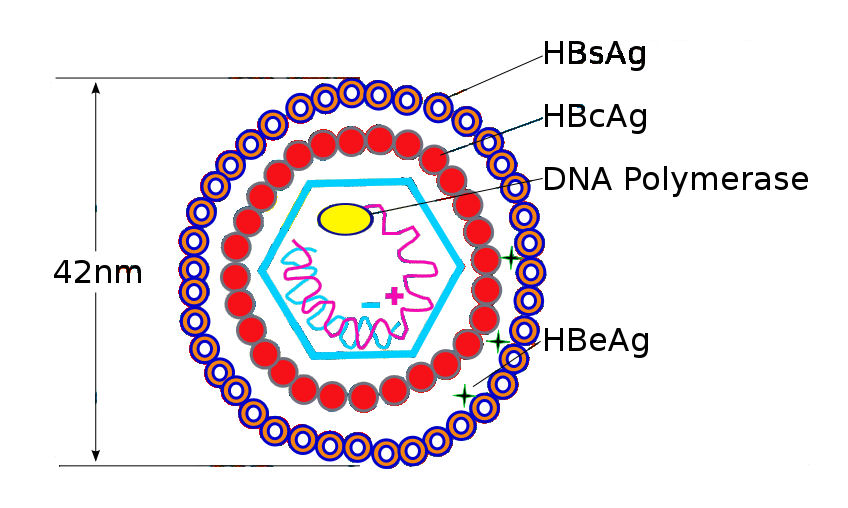 HBsAg
HBcAg
DNA Polymerase
42nm
HBeAg